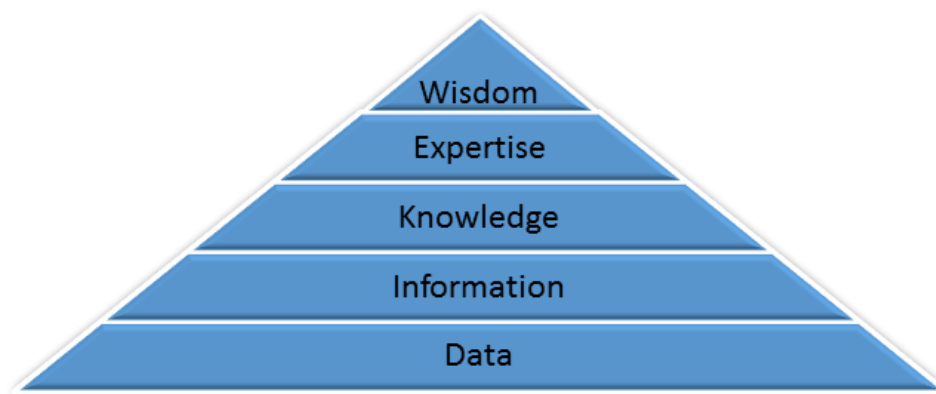 Wisdom
Expertise
Knowledge
Information
Data